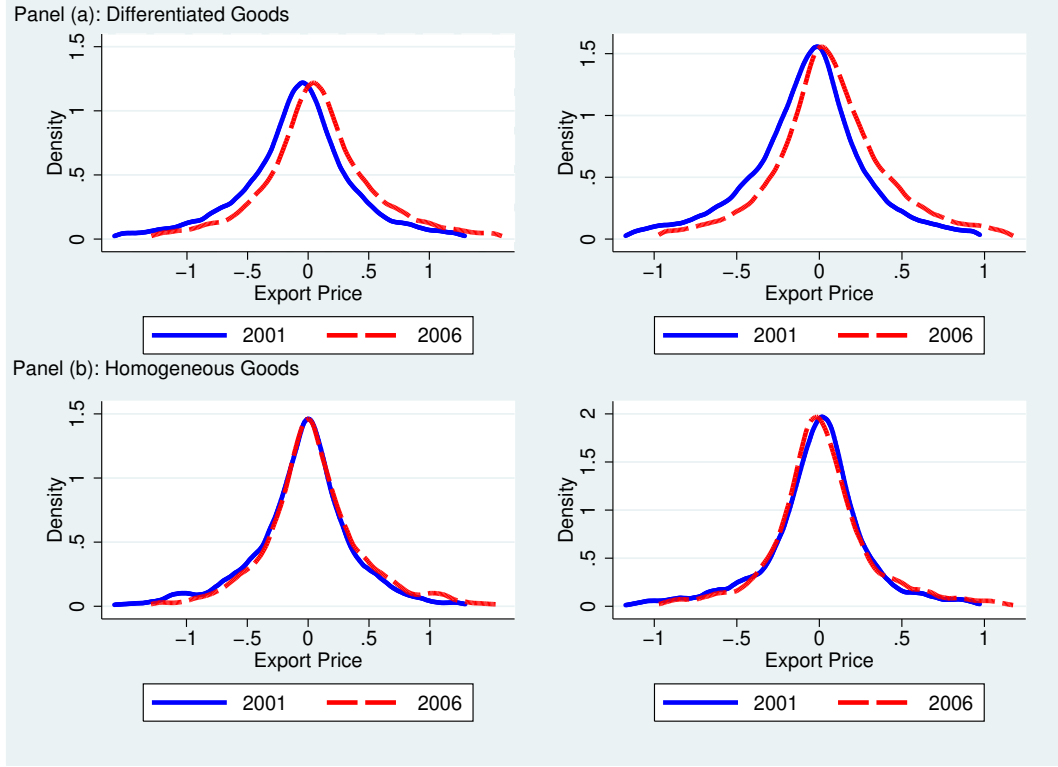 Panel (a): Differentiated Goods
Density
0 .5 1 1.5
−1 −.5 0 .5 1
Export Price
2001 2006
Density
0 .5 1 1.5
−1 −.5 0 .5 1
Export Price
2001 2006
Panel (b): Homogeneous Goods
Density
0 .5 1 1.5
−1 −.5 0 .5 1
Export Price
2001 2006
Density
0 .5 1 1.5 2
−1 −.5 0 .5 1
Export Price
2001 2006